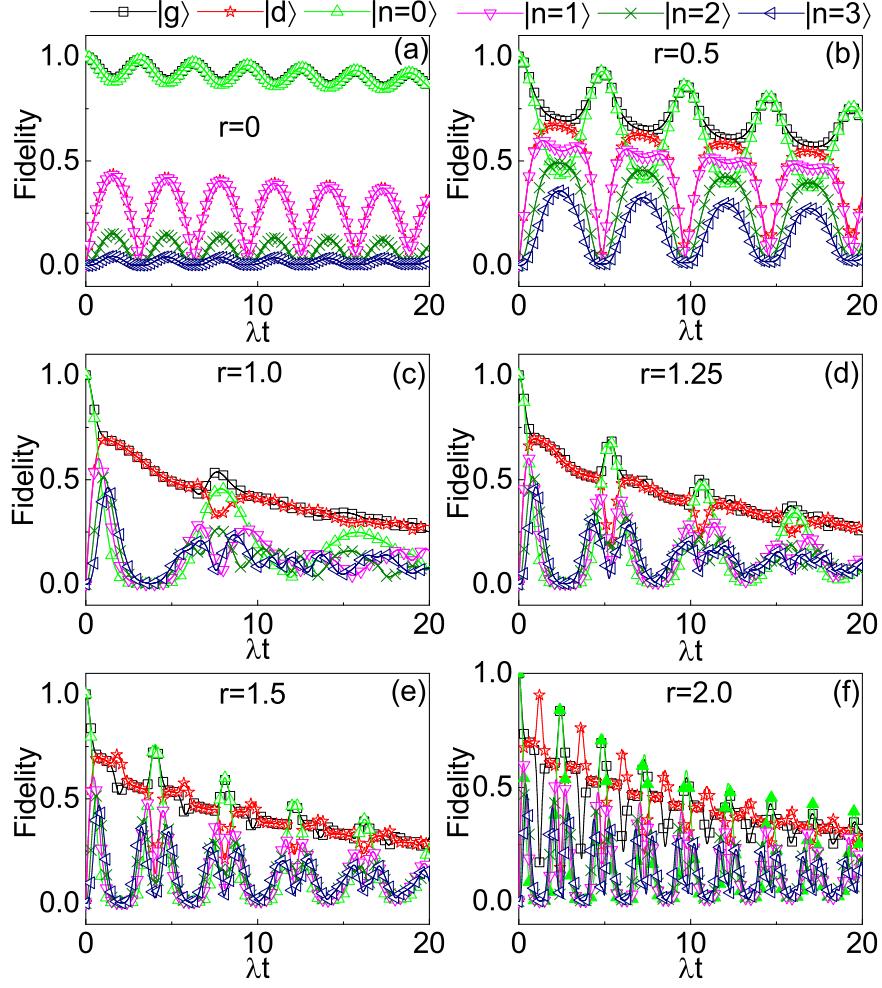 |g⟩ |d⟩ |n=0⟩ |n=1⟩ |n=2⟩ |n=3⟩
(a)
r=0
1.0
0.5
0.0
Fidelity
0 10 20
λt
(b)
r=0.5
1.0
0.5
0.0
Fidelity
0 10 20
λt
(c)
r=1.0
1.0
0.5
0.0
Fidelity
0 10 20
λt
(d)
r=1.25
1.0
0.5
0.0
Fidelity
0 10 20
λt
(e)
r=1.5
1.0
0.5
0.0
Fidelity
0 10 20
λt
(f)
r=2.0
1.0
0.5
0.0
Fidelity
0 10 20
λt